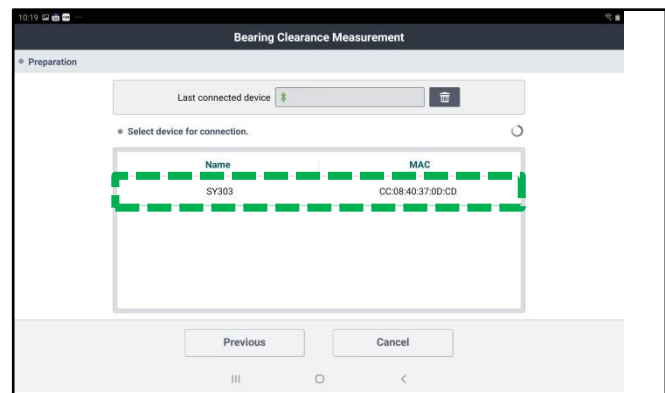 10:19
Bearing Clearance Measurement
Preparation
Last connected device
Select device for connection.
Name MAC
SY303 CC:08:40:37:0D:CD
Previous Cancel